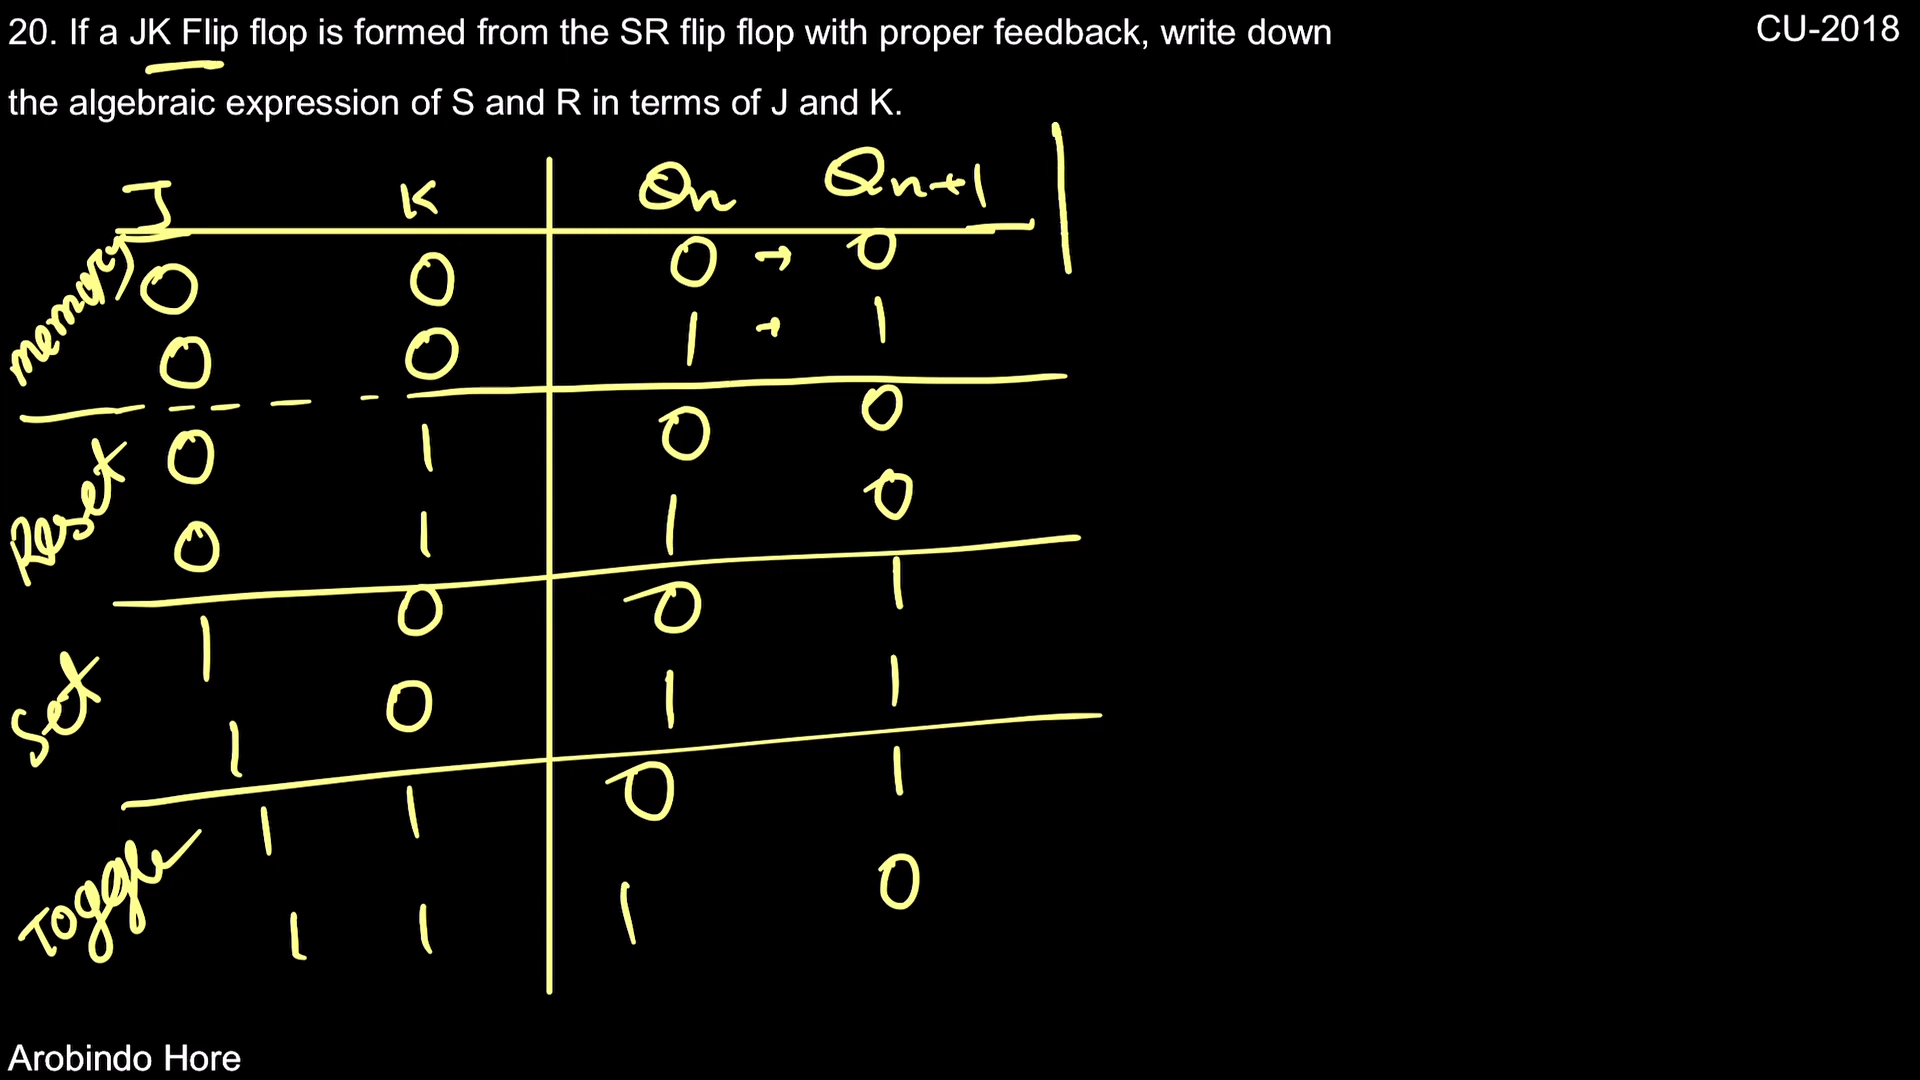 20. If a JK Flip flop is formed from the SR flip flop with proper feedback, write down
CU-2018
the algebraic expression of S and R in terms of J and K.
J K Qn Qn+1
memory
0 0 0 → 0
0 0 1 → 1
Reset
0 1 0 0
0 1 1 0
Set
1 0 0 1
1 0 1 1
Toggle
1 1 0 1
1 1 1 0
Arobindo Hore